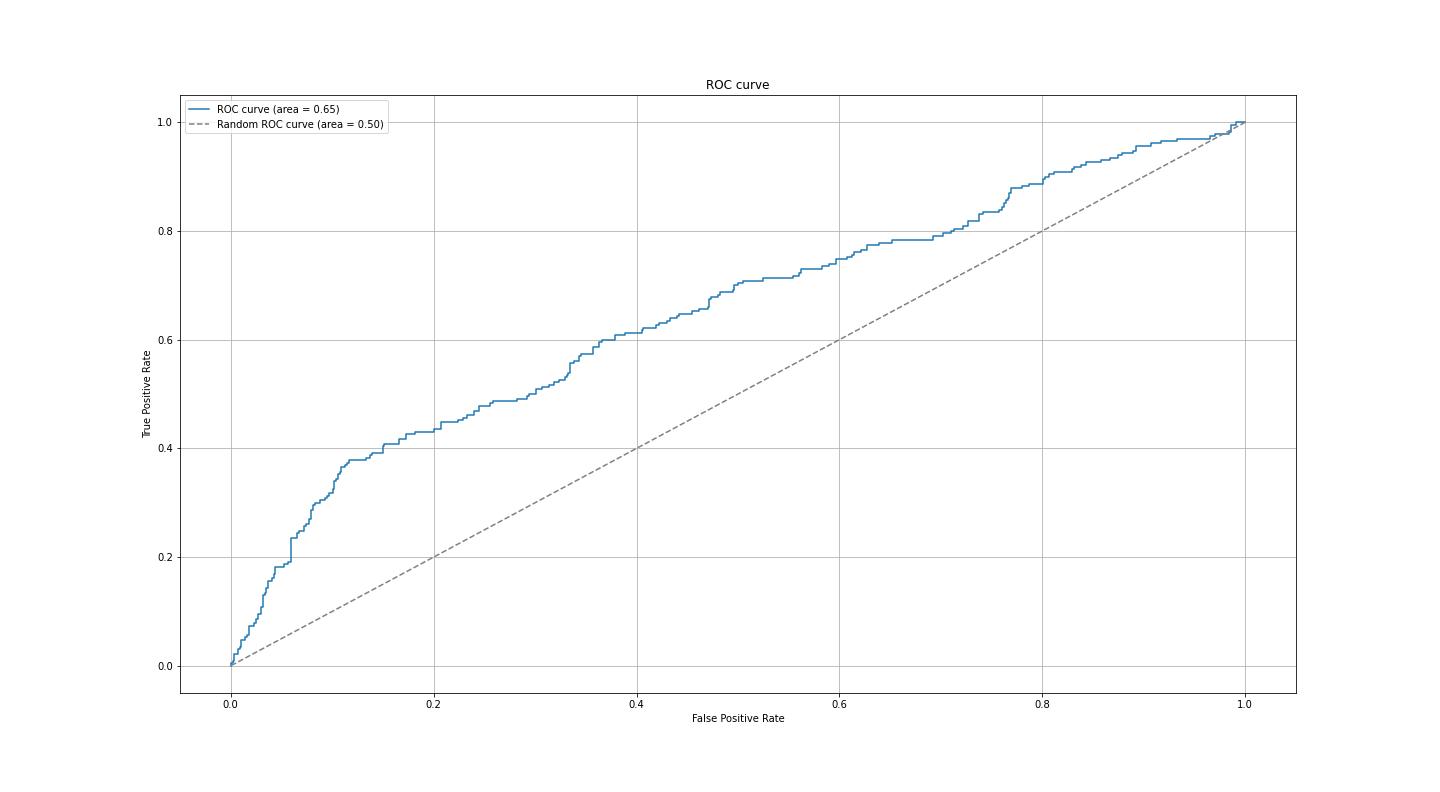 ROC curve
ROC curve (area = 0.65)
Random ROC curve (area = 0.50)
True Positive Rate
1.0
0.8
0.6
0.4
0.2
0.0
0.0 0.2 0.4 0.6 0.8 1.0
False Positive Rate